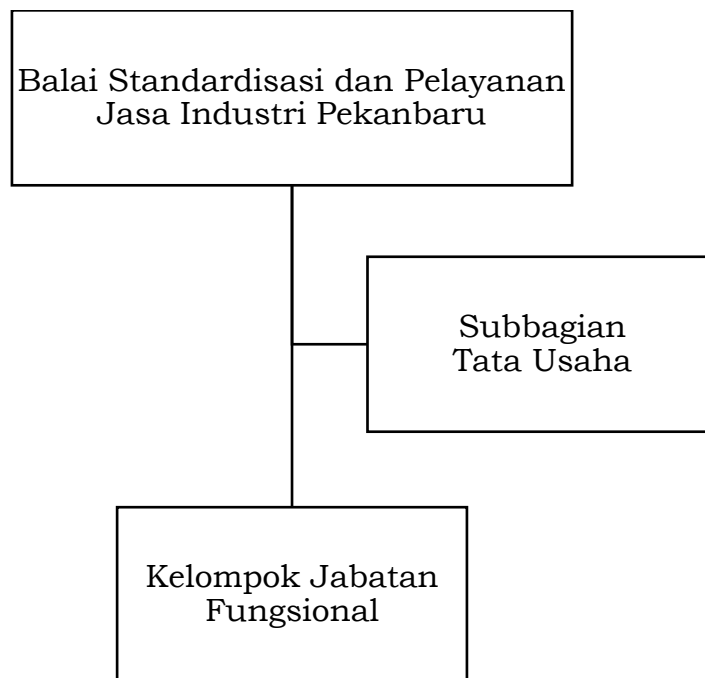 Balai Standardisasi dan Pelayanan
Jasa Industri Pekanbaru
Subbagian
Tata Usaha
Kelompok Jabatan
Fungsional